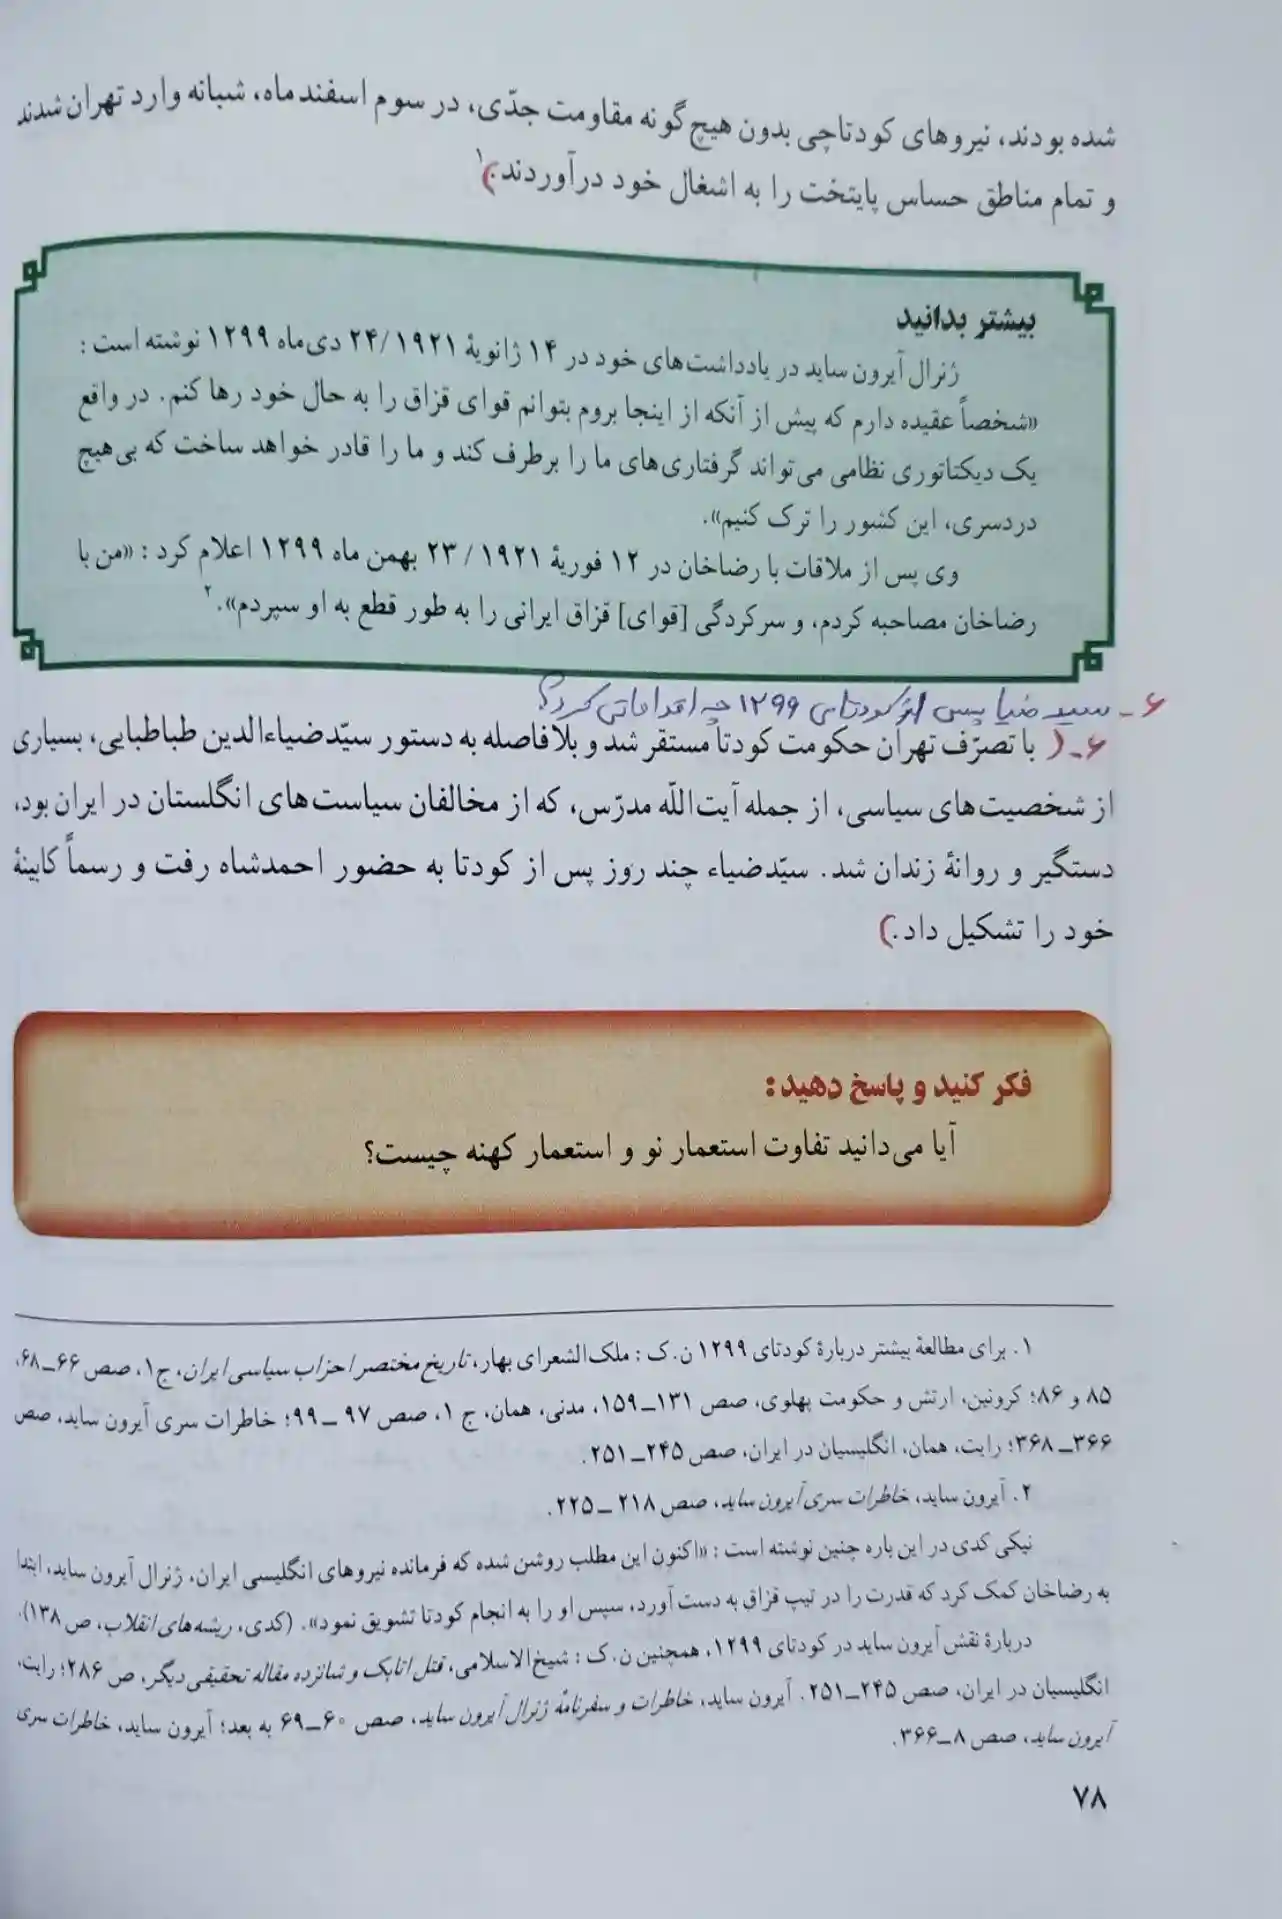 شده بودند، نیروهای کودتاچی بدون هیچ‌گونه مقاومت جدّی، در سوم اسفندماه، شبانه وارد تهران شدند
و تمام مناطق حساس پایتخت را به اشغال خود درآوردند.)۱
بیشتر بدانید
ژنرال آیرون ساید در یادداشت‌های خود در ۱۴ ژانویهٔ ۱۹۲۱/ ۲۴ دی‌ماه ۱۲۹۹ نوشته است :
«شخصاً عقیده دارم که پیش از آنکه از اینجا بروم بتوانم قوای قزاق را به حال خود رها کنم. در واقع
یک دیکتاتوری نظامی می‌تواند گرفتاری‌های ما را برطرف کند و ما را قادر خواهد ساخت که بی‌هیچ
دردسری، این کشور را ترک کنیم».
وی پس از ملاقات با رضاخان در ۱۲ فوریهٔ ۱۹۲۱ / ۲۳ بهمن ماه ۱۲۹۹ اعلام کرد : «من با
رضاخان مصاحبه کردم، و سرکردگی [قوای] قزاق ایرانی را به طور قطع به او سپردم».۲
۶- سید ضیا پس از کودتای ۱۲۹۹ چه اقداماتی کرد؟
۶-( با تصرّف تهران حکومت کودتا مستقر شد و بلافاصله به دستور سیّدضیاءالدین طباطبایی، بسیاری
از شخصیت‌های سیاسی، از جمله آیت‌اللّه مدرّس، که از مخالفان سیاست‌های انگلستان در ایران بود،
دستگیر و روانهٔ زندان شد. سیّدضیاء چند روز پس از کودتا به حضور احمدشاه رفت و رسماً کابینهٔ
خود را تشکیل داد.)
فکر کنید و پاسخ دهید :
آیا می‌دانید تفاوت استعمار نو و استعمار کهنه چیست؟
۱. برای مطالعهٔ بیشتر دربارهٔ کودتای ۱۲۹۹ ن.ک : ملک‌الشعرای بهار، تاریخ مختصر احزاب سیاسی ایران، ج۱، صص ۶۶ــ۶۸،
۸۵ و ۸۶؛ کرونین، ارتش و حکومت پهلوی، صص ۱۳۱ــ۱۵۹، مدنی، همان، ج ۱، صص ۹۷ ــ۹۹؛ خاطرات سری آیرون ساید، صص
۳۶۶ــ ۳۶۸؛ رایت، همان، انگلیسیان در ایران، صص ۲۴۵ــ۲۵۱.
۲. آیرون ساید، خاطرات سری آیرون ساید، صص ۲۱۸ ــ۲۲۵.
نیکی کدی در این باره چنین نوشته است : «اکنون این مطلب روشن شده که فرمانده نیروهای انگلیسی ایران، ژنرال آیرون ساید، ابتدا
به رضاخان کمک کرد که قدرت را در تیپ قزاق به دست آورد، سپس او را به انجام کودتا تشویق نمود». (کدی، ریشه‌های انقلاب، ص ۱۳۸).
دربارهٔ نقش آیرون ساید در کودتای ۱۲۹۹، همچنین ن.ک : شیخ‌الاسلامی، قتل اتابک و شانزده مقاله تحقیقی دیگر، ص ۲۸۶؛ رایت،
انگلیسیان در ایران، صص ۲۴۵ــ۲۵۱. آیرون ساید، خاطرات و سفرنامهٔ ژنرال آیرون ساید، صص ۶۰ــ۶۹ به بعد؛ آیرون ساید، خاطرات سری
آیرون ساید، صص ۸ــ۳۶۶.
۷۸